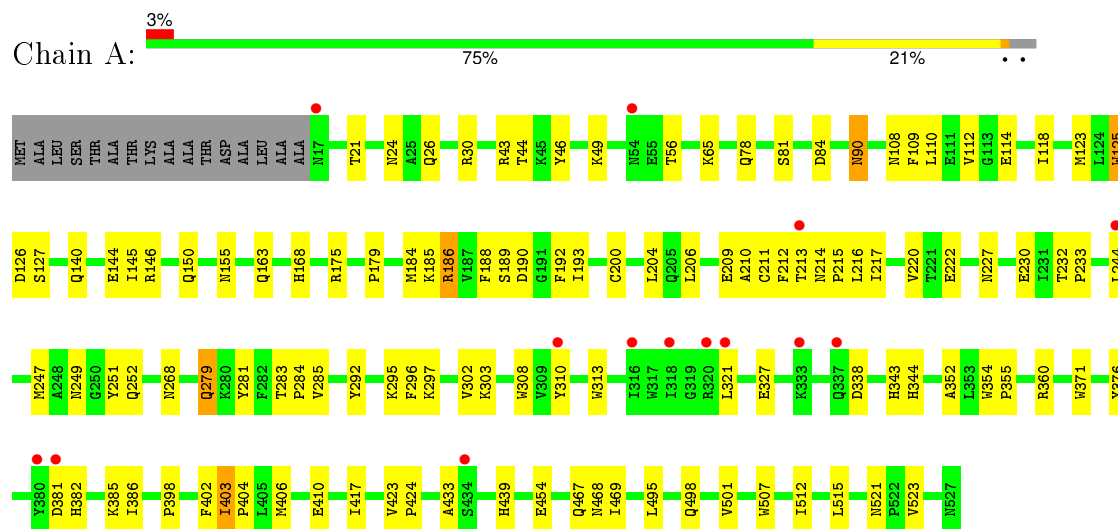 3%
Chain A:
75% 21% • •
MET ALA LEU SER THR ALA THR LYS ALA ALA THR ASP ALA LEU ALA ALA N17 T21 N24 A25 Q26 R30 R43 T44 K45 Y46 K49 N54 E55 T56 K65 Q78 S81 D84 N90 N108 F109 L110 E111 V112 G113 E114 I118 M123 L124 W125
D126 S127 Q140 E144 I145 R146 Q150 N155 Q163 H168 R175 P179 M184 K185 R186 V187 F188 S189 D190 G191 F192 I193 C200 L204 Q205 L206 E209 A210 C211 F212 T213 N214 P215 L216 I217 V220 T221 E222 N227 E230 I231 T232 P233 L244
M247 A248 N249 G250 Y251 Q252 N268 Q279 K280 Y281 F282 T283 P284 V285 Y292 K295 F296 K297 V302 K303 W308 V309 Y310 W313 I316 W317 I318 G319 R320 L321 E327 K333 Q337 D338 H343 H344 A352 L353 W354 P355 R360 W371 Y376
Y380 D381 H382 K385 I386 P398 F402 I403 P404 L405 M406 E410 I417 V423 P424 A433 S434 H439 E454 Q467 N468 I469 L495 Q498 V501 W507 I512 L515 N521 P522 V523 N527